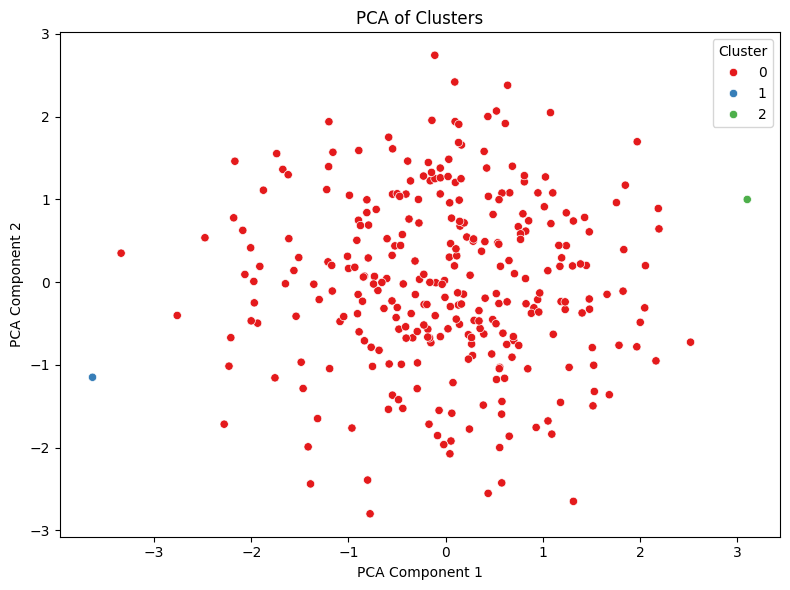 PCA of Clusters
Cluster
0
1
2
3
2
1
0
−1
−2
−3
PCA Component 2
−3 −2 −1 0 1 2 3
PCA Component 1